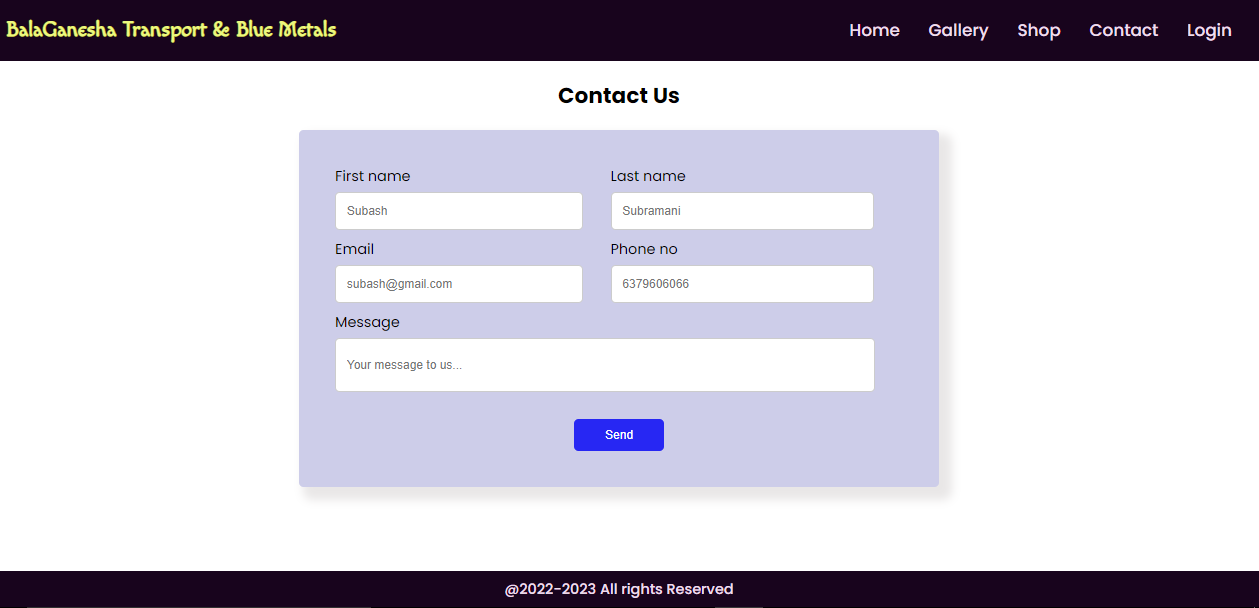 BalaGanesha Transport & Blue Metals
Home Gallery Shop Contact Login
Contact Us
First name Last name
Subash Subramani
Email Phone no
subash@gmail.com 6379606066
Message
Your message to us...
Send
@2022-2023 All rights Reserved